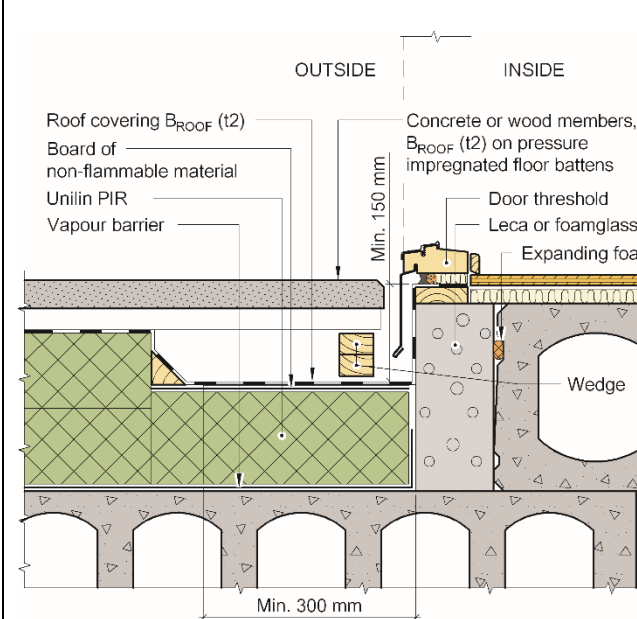 OUTSIDE
INSIDE
Roof covering BROOF (t2)
Board of
non-flammable material
Unilin PIR
Vapour barrier
Concrete or wood members,
BROOF (t2) on pressure
impregnated floor battens
Door threshold
Leca or foamglass
Expanding foa
Min. 150 mm
Wedge
Min. 300 mm